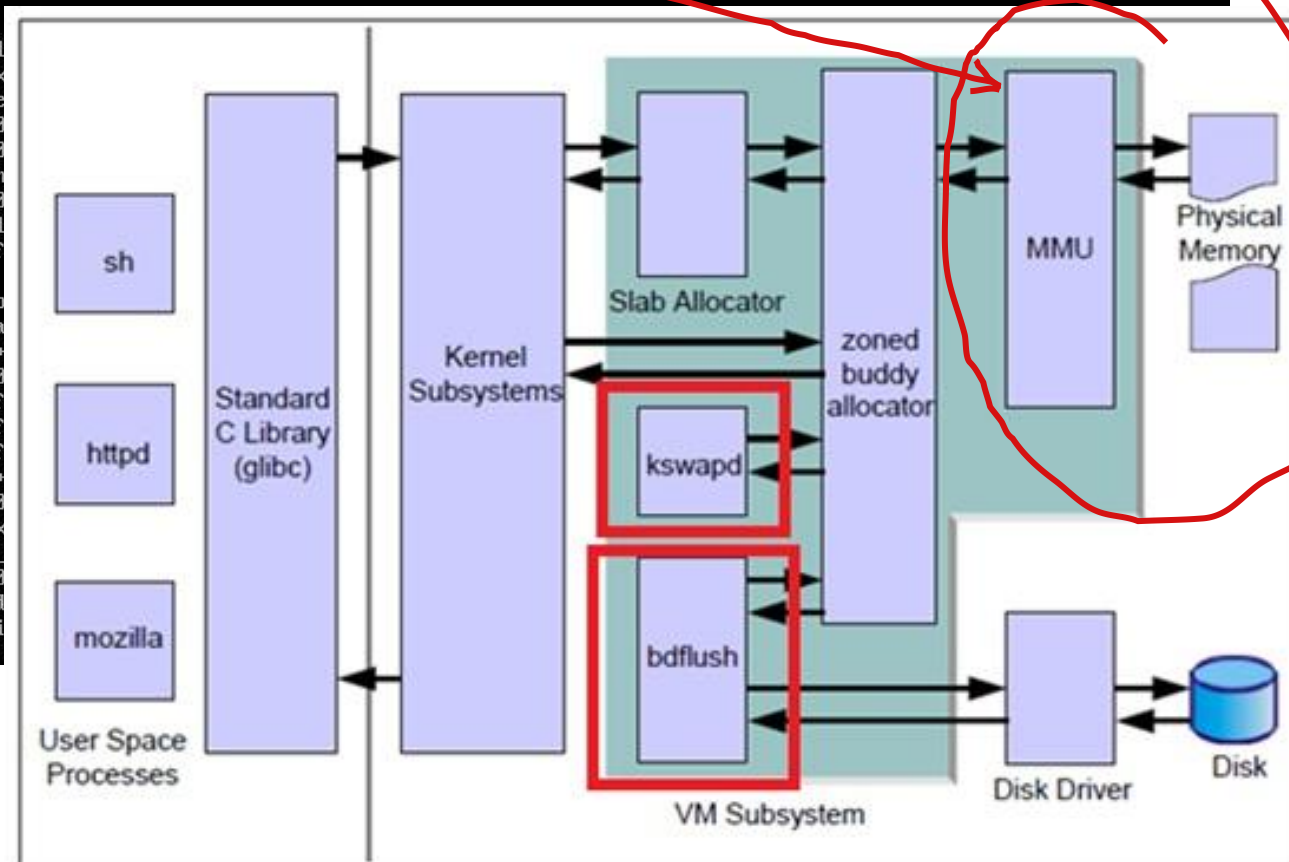 sh
httpd
mozilla
User Space
Processes
Standard
C Library
(glibc)
Kernel
Subsystems
Slab Allocator
kswapd
bdflush
VM Subsystem
zoned
buddy
allocator
MMU
Physical
Memory
Disk Driver
Disk